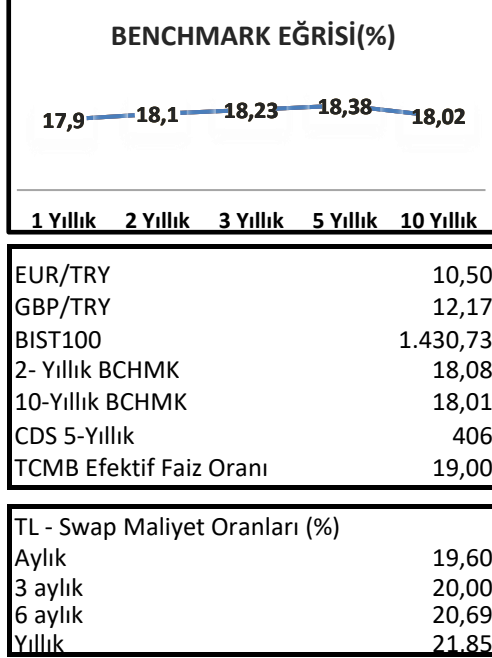 BENCHMARK EĞRİSİ(%)
17,9 18,1 18,23 18,38 18,02
1 Yıllık 2 Yıllık 3 Yıllık 5 Yıllık 10 Yıllık
EUR/TRY 10,50
GBP/TRY 12,17
BIST100 1.430,73
2- Yıllık BCHMK 18,08
10-Yıllık BCHMK 18,01
CDS 5-Yıllık 406
TCMB Efektif Faiz Oranı 19,00
TL - Swap Maliyet Oranları (%)
Aylık 19,60
3 aylık 20,00
6 aylık 20,69
Yıllık 21,85